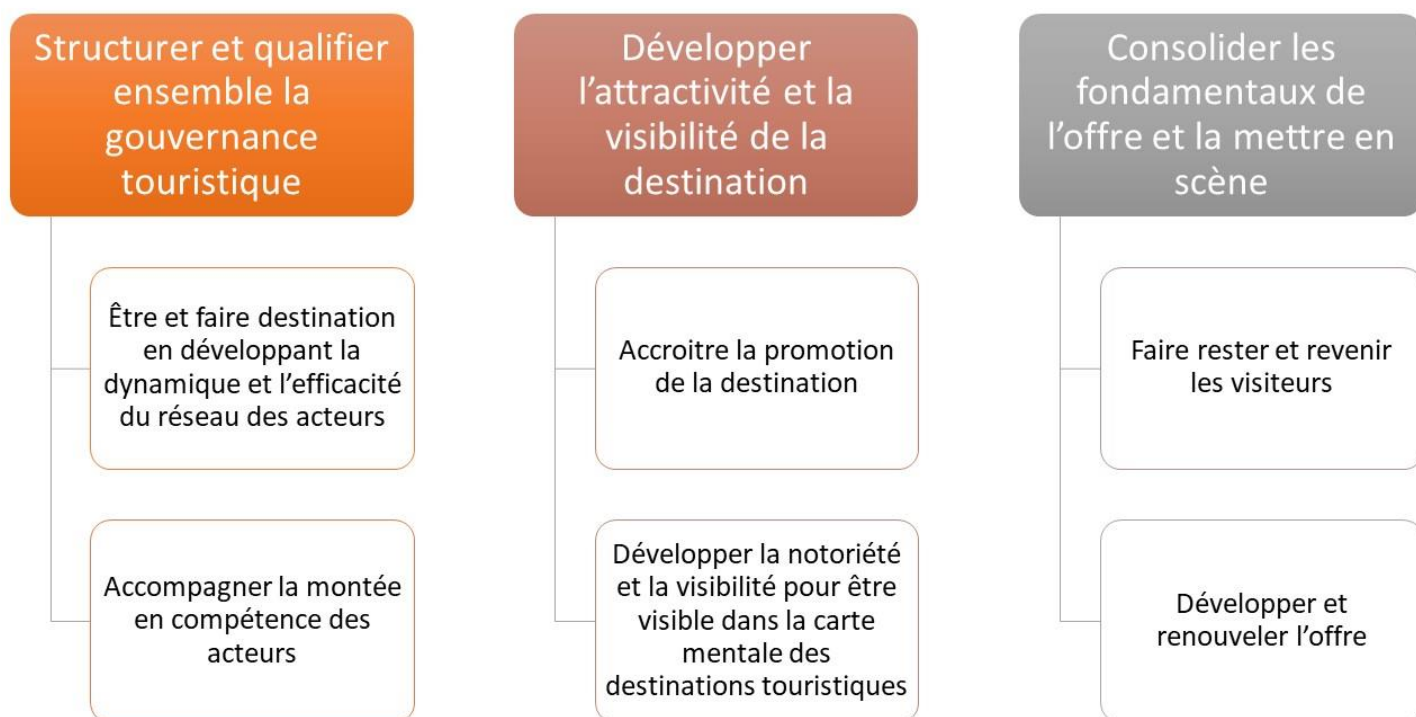 Structurer et qualifier
ensemble la
gouvernance
touristique
Être et faire destination
en développant la
dynamique et l’efficacité
du réseau des acteurs
Accompagner la montée
en compétence des
acteurs
Développer
l’attractivité et la
visibilité de la
destination
Accroitre la promotion
de la destination
Développer la notoriété
et la visibilité pour être
visible dans la carte
mentale des
destinations touristiques
Consolider les
fondamentaux de
l’offre et la mettre en
scène
Faire rester et revenir
les visiteurs
Développer et
renouveler l’offre